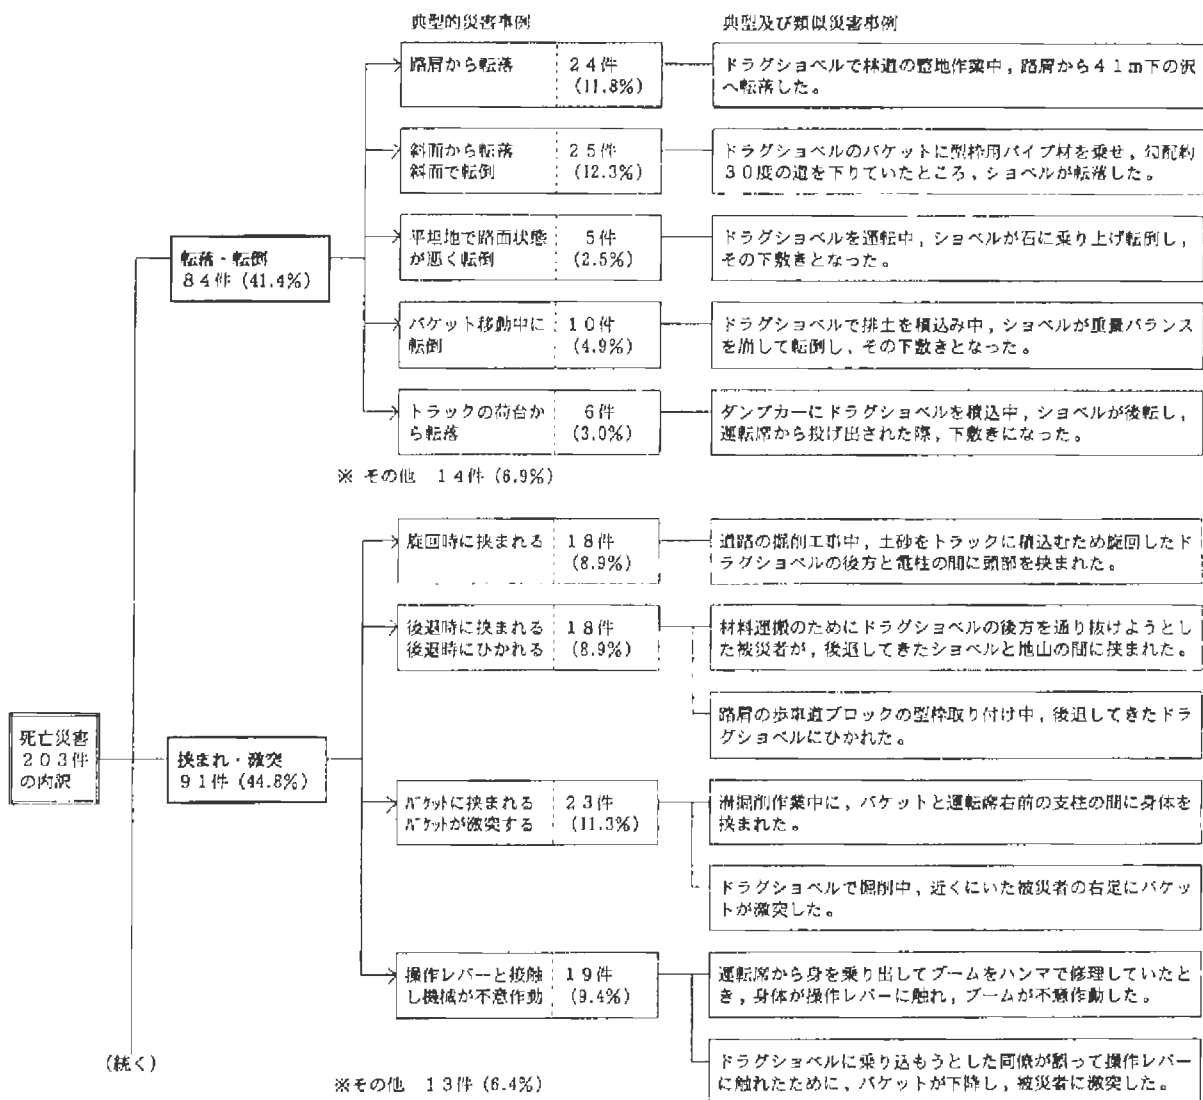 典型的災害事例
典型及び類似災害事例
路肩から転落
24件
(11.8%)
ドラグショベルで林道の整地作業中,路肩から41m下の沢
へ転落した。
斜面から転落
斜面で転倒
25件
(12.3%)
ドラグショベルのバケットに型枠用パイプ材を乗せ,勾配約
30度の道を下りていたところ,ショベルが転落した。
転落・転倒
84件 (41.4%)
平坦地で路面状態
が悪く転倒
5件
(2.5%)
ドラグショベルを運転中,ショベルが石に乗り上げ転倒し,
その下敷きとなった。
バケット移動中に
転倒
10件
(4.9%)
ドラグショベルで排土を積込み中,ショベルが重量バランス
を崩して転倒し,その下敷きとなった。
トラックの荷台か
ら転落
6件
(3.0%)
ダンプカーにドラグショベルを積込中,ショベルが後転し,
運転席から投げ出された際,下敷きになった。
※ その他 14件 (6.9%)
旋回時に挟まれる
18件
(8.9%)
道路の掘削工事中,土砂をトラックに積込むため旋回したド
ラグショベルの後方と電柱の間に頭部を挟まれた。
後退時に挟まれる
後退時にひかれる
18件
(8.9%)
材料運搬のためにドラグショベルの後方を通り抜けようとし
た被災者が,後退してきたショベルと地山の間に挟まれた。
路肩の歩車道ブロックの型枠取り付け中,後退してきたドラ
グショベルにひかれた。
死亡災害
203件
の内訳
挟まれ・激突
91件 (44.8%)
バケットに挟まれる
バケットが激突する
23件
(11.3%)
溝掘削作業中に,バケットと運転席右前の支柱の間に身体を
挟まれた。
ドラグショベルで掘削中,近くにいた被災者の右足にバケッ
トが激突した。
操作レバーと接触
し機械が不意作動
19件
(9.4%)
運転席から身を乗り出してブームをハンマで修理していたと
き,身体が操作レバーに触れ,ブームが不意作動した。
ドラグショベルに乗り込もうとした同僚が誤って操作レバー
に触れたために,バケットが下降し,被災者に激突した。
(続く)
※その他 13件 (6.4%)